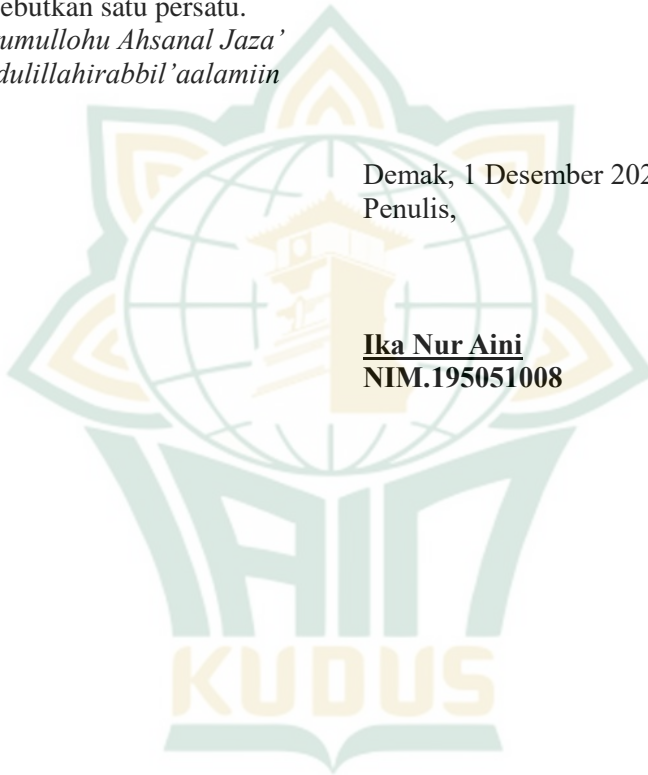 ebutkan satu persatu.
umullohu Ahsanal Jaza’
dulillahirabbil’aalamiin
Demak, 1 Desember 202
Penulis,
Ika Nur Aini
NIM.195051008
IAIN
KUDUS